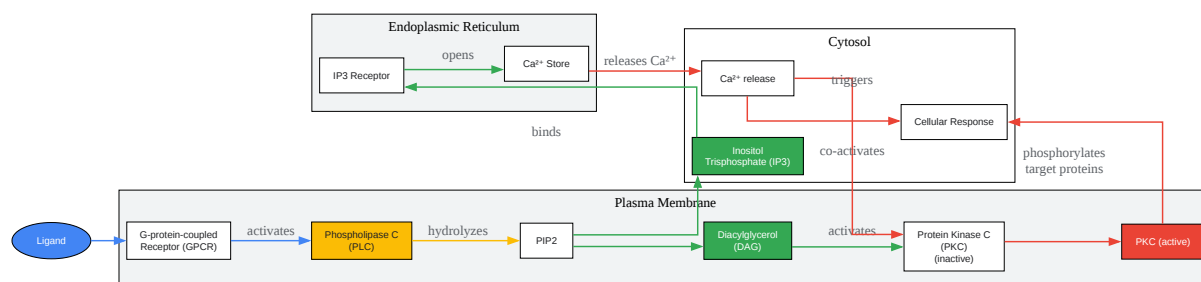 Endoplasmic Reticulum
IP3 Receptor
opens
Ca²⁺ Store
releases Ca²⁺
Cytosol
Ca²⁺ release
triggers
Cellular Response
binds
Inositol
Trisphosphate (IP3)
co-activates
phosphorylates
target proteins
Plasma Membrane
Ligand
G-protein-coupled
Receptor (GPCR)
activates
Phospholipase C
(PLC)
hydrolyzes
PIP2
Diacylglycerol
(DAG)
activates
Protein Kinase C
(PKC)
(inactive)
PKC (active)